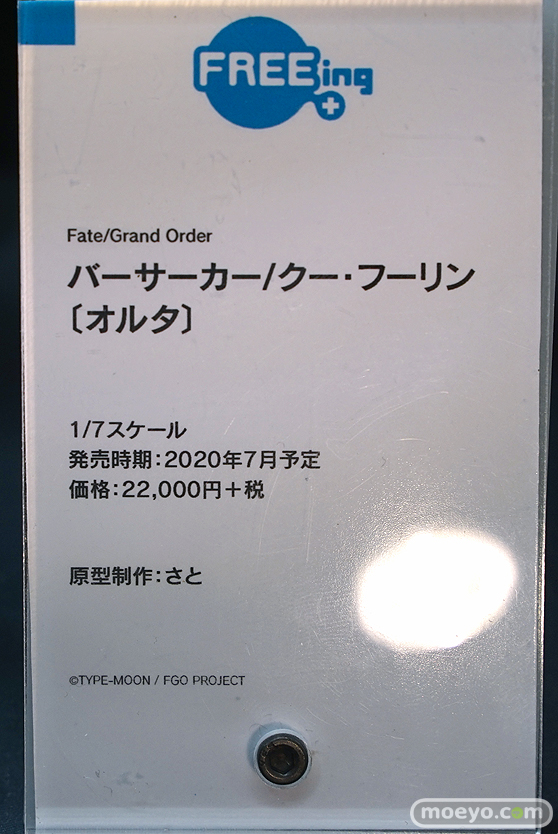 FREEing
Fate/Grand Order
バーサーカー/クー・フーリン
〔オルタ〕
1/7スケール
発売時期：2020年7月予定
価格：22,000円＋税
原型制作：さと
©TYPE-MOON / FGO PROJECT
moeyo.com